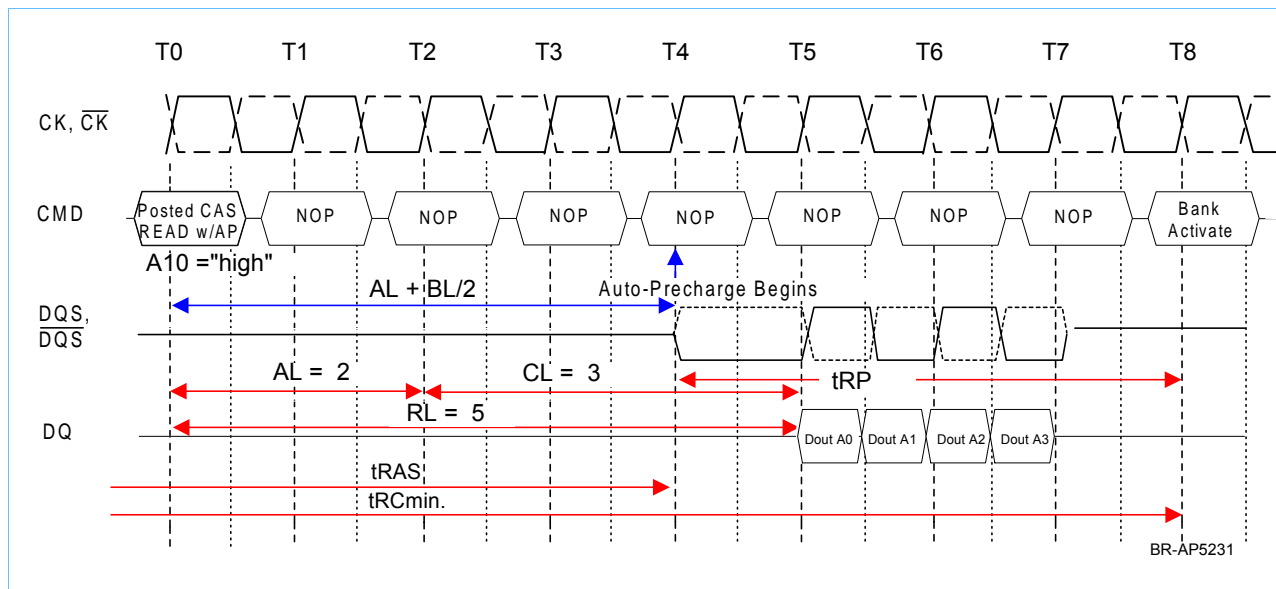 T0 T1 T2 T3 T4 T5 T6 T7 T8
CK, CK
CMD
Posted CAS
READ w/AP
NOP NOP NOP NOP NOP NOP NOP
Bank
Activate
A10 ="high"
AL + BL/2
Auto-Precharge Begins
DQS,
DQS
AL = 2
CL = 3
tRP
RL = 5
DQ
Dout A0 Dout A1 Dout A2 Dout A3
tRAS
tRCmin.
BR-AP5231